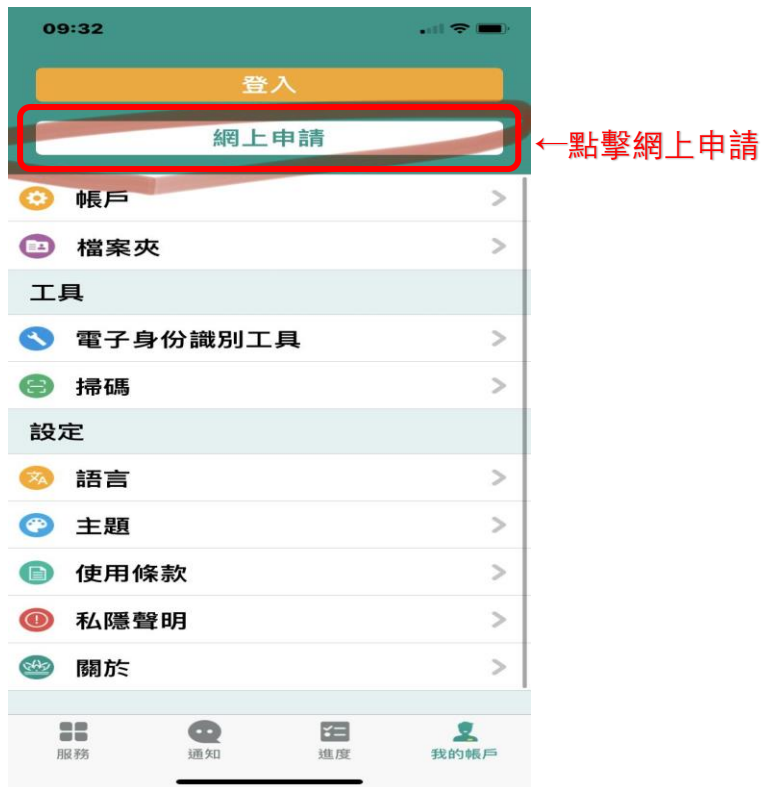 09:32
登入
網上申請
←點擊網上申請
帳戶
檔案夾
工具
電子身份識別工具
掃碼
設定
語言
主題
使用條款
私隱聲明
關於
服務
通知
進度
我的帳戶